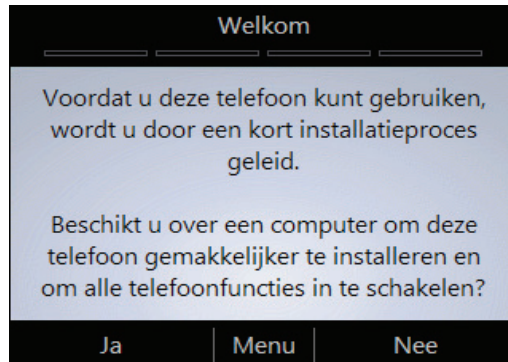 Welkom
Voordat u deze telefoon kunt gebruiken,
wordt u door een kort installatieproces
geleid.
Beschikt u over een computer om deze
telefoon gemakkelijker te installeren en
om alle telefoonfuncties in te schakelen?
Ja Menu Nee